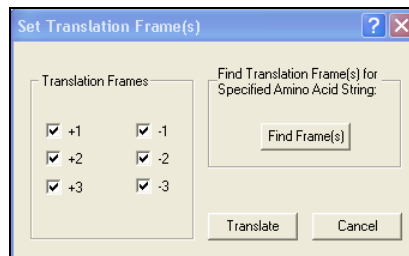 Set Translation Frame(s)
Translation Frames
+1 -1
+2 -2
+3 -3
Find Translation Frame(s) for
Specified Amino Acid String:
Find Frame(s)
Translate Cancel